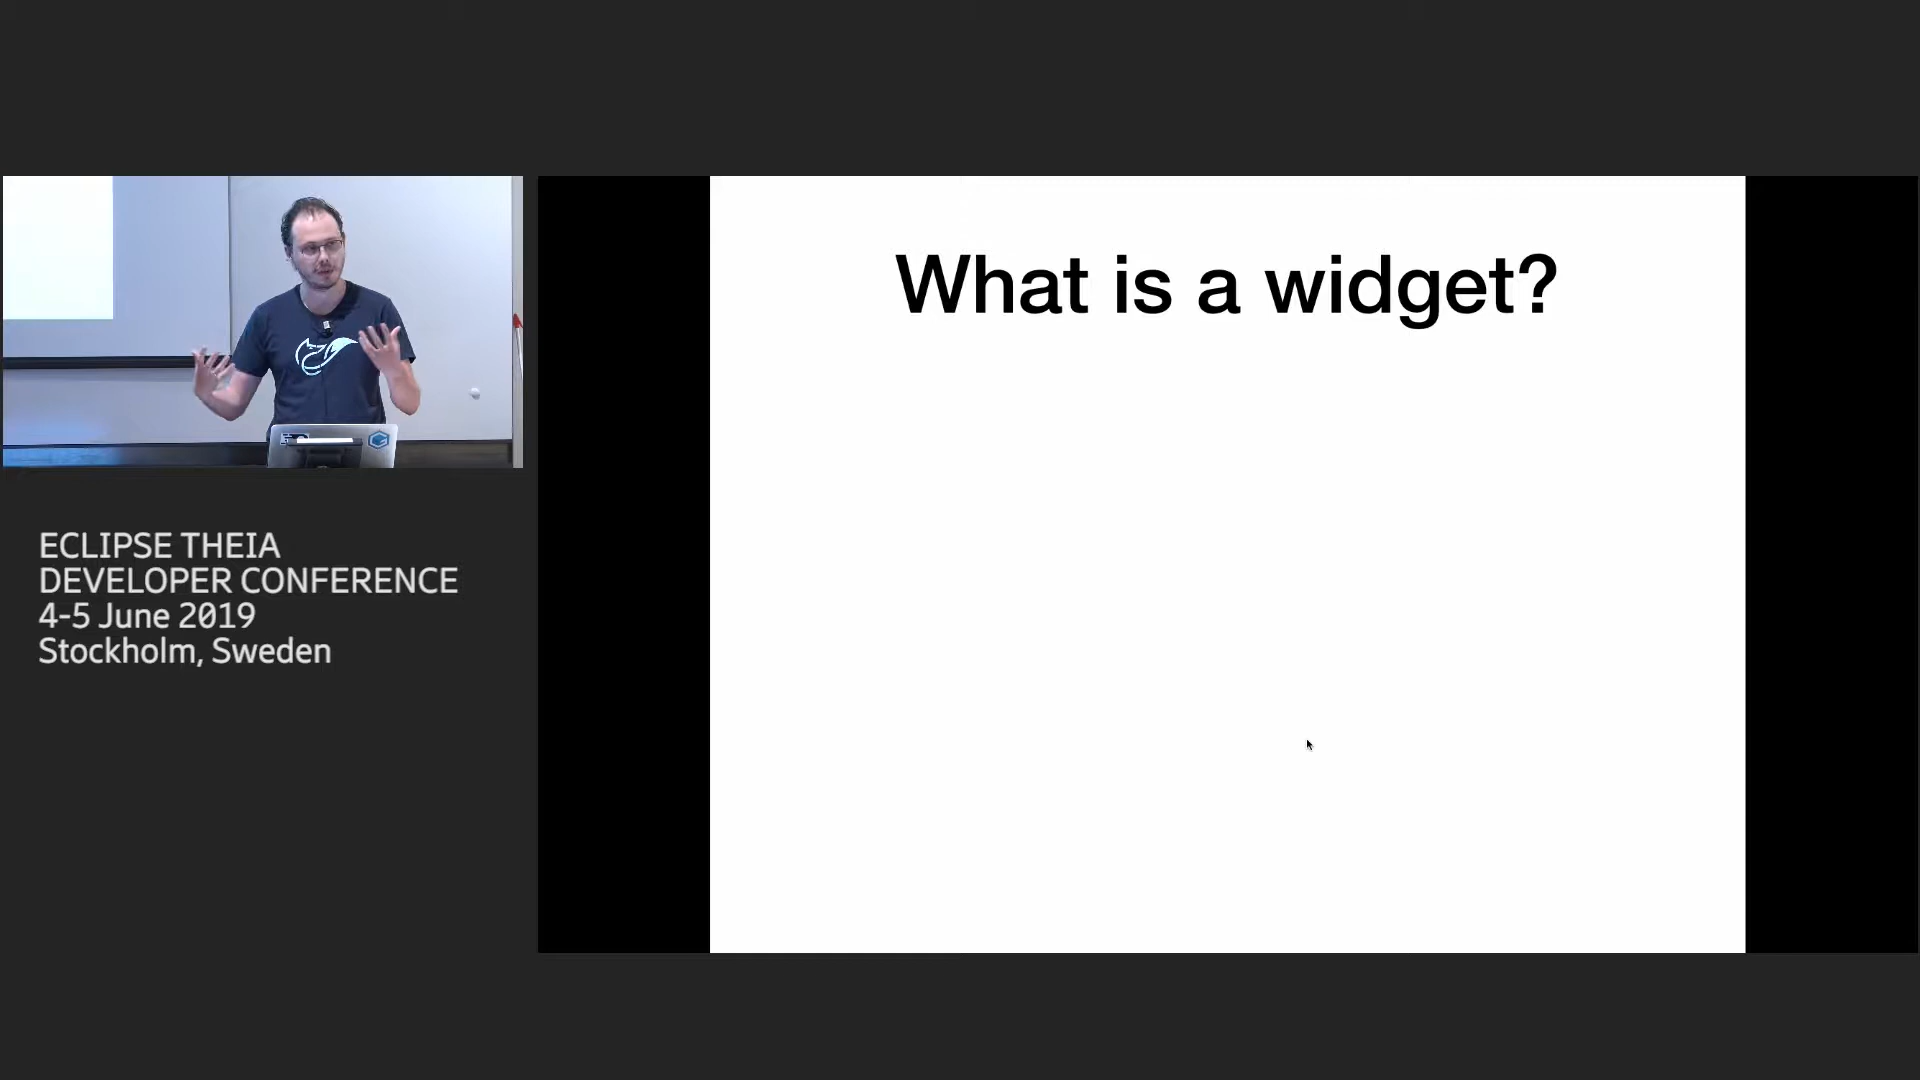 What is a widget?
ECLIPSE THEIA
DEVELOPER CONFERENCE
4-5 June 2019
Stockholm, Sweden